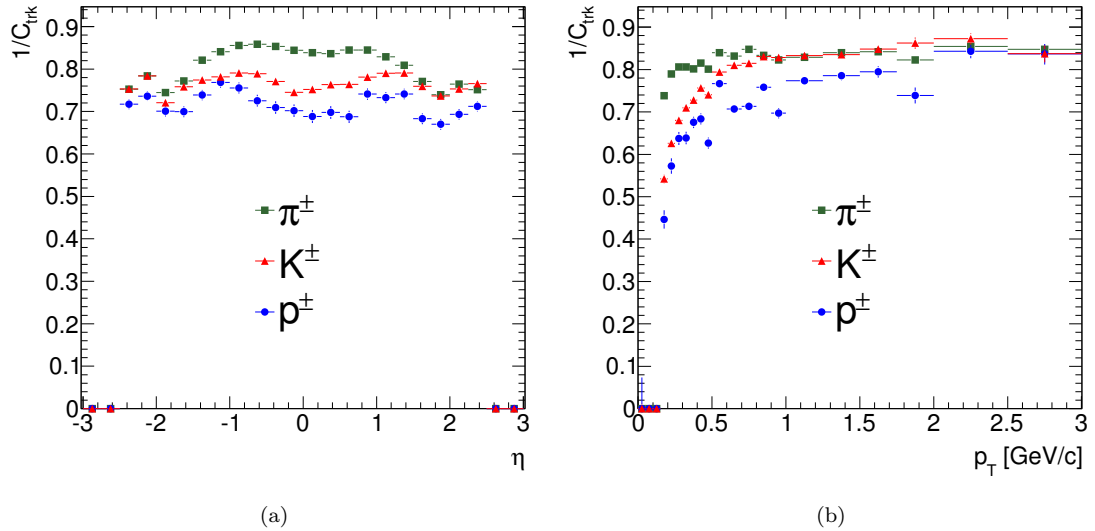 1/C_trk
0.9
0.8
0.7
0.6
0.5
0.4
0.3
0.2
0.1
0
π±
K±
p±
-3 -2 -1 0 1 2 3
η
(a)
1/C_trk
0.9
0.8
0.7
0.6
0.5
0.4
0.3
0.2
0.1
0
π±
K±
p±
0 0.5 1 1.5 2 2.5 3
p_T [GeV/c]
(b)